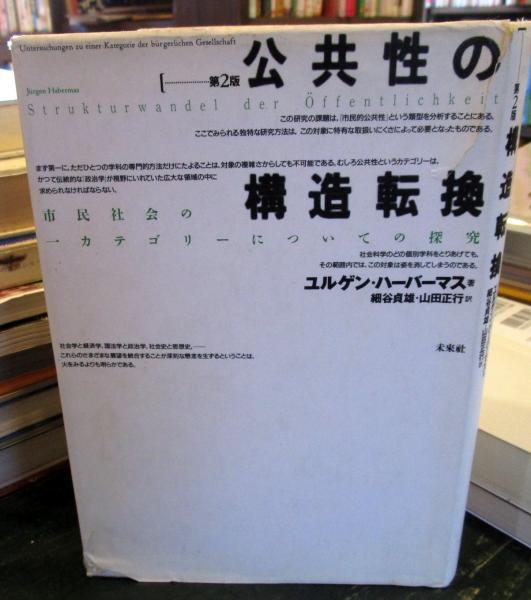 Untersuchungen zu einer Kategorie der bürgerlichen Gesellschaft
[‥‥‥‥‥‥第2版
公共性の
Jürgen Habermas
Strukturwandel der Öffentlichkeit
この研究の課題は、「市民的公共性」という類型を分析することにある。
ここでみられる独特な研究方法は、この対象に特有な取扱いにくさによって必要となったものである。
まず第一に、ただひとつの学科の専門的方法だけにたよることは、対象の複雑さからしても不可能である。むしろ公共性というカテゴリーは、
かつて伝統的な「政治学」が視野にいれていた広大な領域の中に
求められなければならない。
構造転換
市民社会の
一カテゴリーについての探究
社会科学のどの個別学科をとりあげても、
その範囲内では、この対象は姿を消してしまうのである。
ユルゲン・ハーバーマス著
細谷貞雄・山田正行訳
社会学と経済学、国法学と政治学、社会史と思想史、——
これらのさまざまな展望を統合することが深刻な懸念を生ずるということは、
火をみるよりも明らかである。
未來社
第2版
構造転換
細谷貞雄・山田正行訳